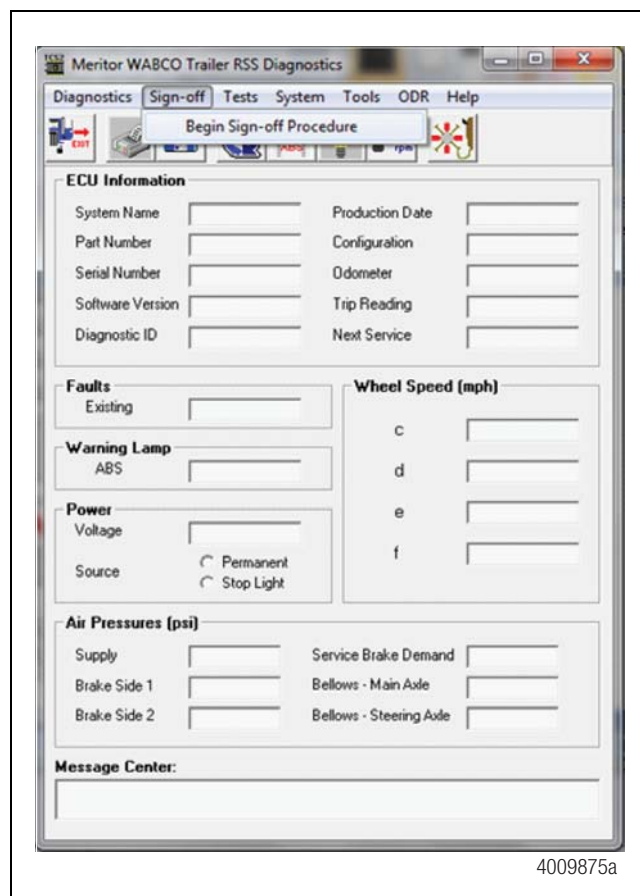 Meritor WABCO Trailer RSS Diagnostics
Diagnostics Sign-off Tests System Tools ODR Help
Begin Sign-off Procedure
EXIT ABS rpm
ECU Information
System Name Production Date
Part Number Configuration
Serial Number Odometer
Software Version Trip Reading
Diagnostic ID Next Service
Faults Wheel Speed (mph)
Existing
c
Warning Lamp
ABS d
Power e
Voltage
f
Source Permanent
Stop Light
Air Pressures (psi)
Supply Service Brake Demand
Brake Side 1 Bellows - Main Axle
Brake Side 2 Bellows - Steering Axle
Message Center:
4009875a